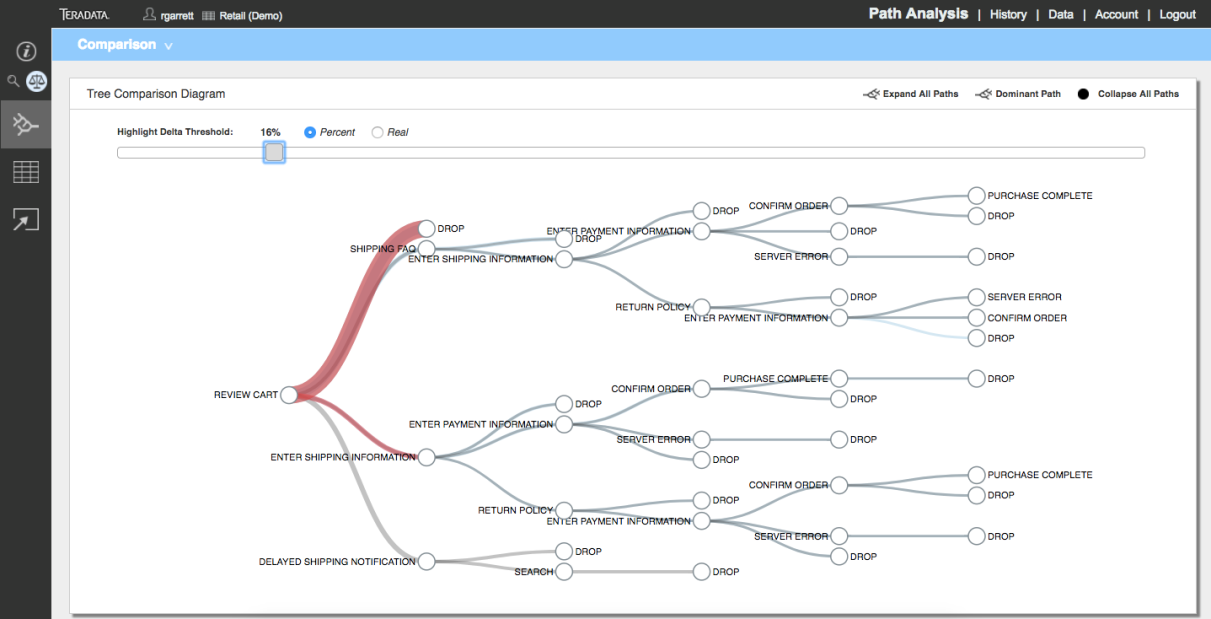 TERADATA. rgarrett Retail (Demo) Path Analysis | History | Data | Account | Logout
Comparison
Tree Comparison Diagram Expand All Paths Dominant Path Collapse All Paths
Highlight Delta Threshold: 16% Percent Real
PURCHASE COMPLETE
CONFIRM ORDER
DROP
DROP
DROP
ENTER PAYMENT INFORMATION
DROP
DROP
SHIPPING FAQ
SERVER ERROR
DROP
ENTER SHIPPING INFORMATION
DROP
SERVER ERROR
RETURN POLICY
ENTER PAYMENT INFORMATION
CONFIRM ORDER
DROP
PURCHASE COMPLETE
DROP
CONFIRM ORDER
REVIEW CART
DROP
DROP
ENTER PAYMENT INFORMATION
SERVER ERROR
DROP
ENTER SHIPPING INFORMATION
DROP
PURCHASE COMPLETE
CONFIRM ORDER
DROP
DROP
RETURN POLICY
ENTER PAYMENT INFORMATION
SERVER ERROR
DROP
DROP
DROP
DELAYED SHIPPING NOTIFICATION
SEARCH
DROP